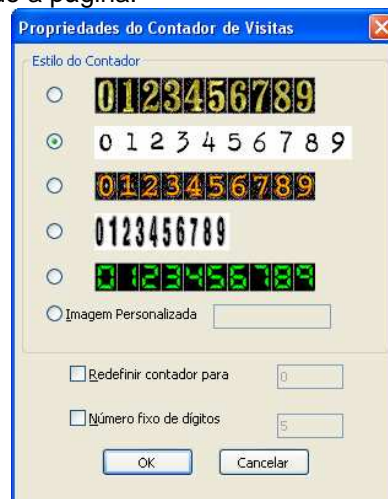 a página.
Propriedades do Contador de Visitas
Estilo do Contador
0123456789
0 1 2 3 4 5 6 7 8 9
0123456789
0123456789
0123456789
Imagem Personalizada
Redefinir contador para 0
Número fixo de dígitos 5
OK Cancelar